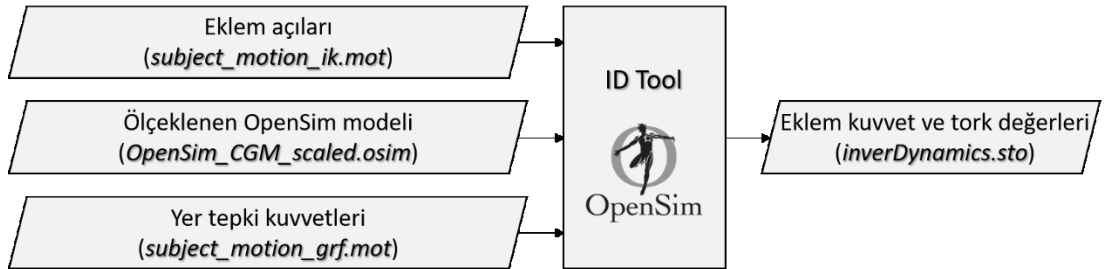 Eklem açıları
(subject_motion_ik.mot)
Ölçeklenen OpenSim modeli
(OpenSim_CGM_scaled.osim)
Yer tepki kuvvetleri
(subject_motion_grf.mot)
ID Tool
OpenSim
Eklem kuvvet ve tork değerleri
(inverDynamics.sto)